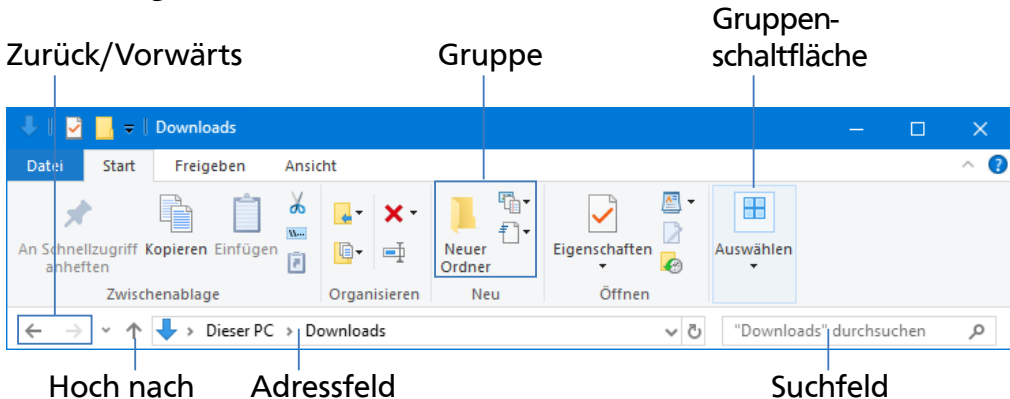 Gruppen-
Zurück/Vorwärts Gruppe schaltfläche
Downloads
Datei Start Freigeben Ansicht
An Schnellzugriff Kopieren Einfügen Neuer Eigenschaften Auswählen
anheften Ordner
Zwischenablage Organisieren Neu Öffnen
Dieser PC Downloads "Downloads" durchsuchen
Hoch nach Adressfeld Suchfeld